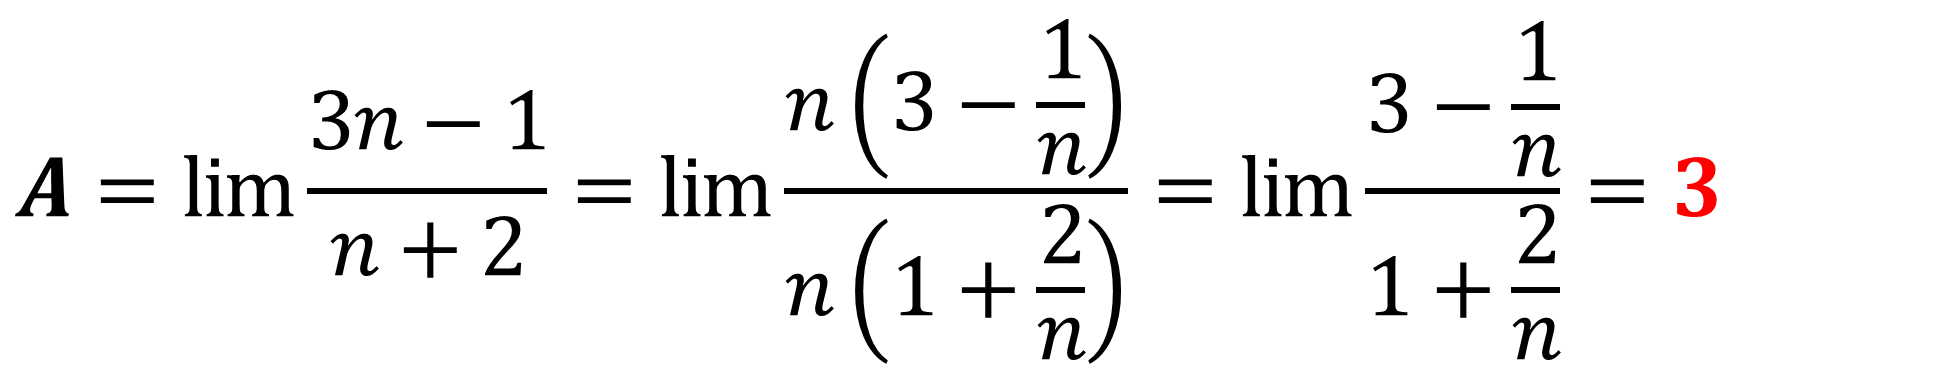 A = lim (3n − 1)/(n + 2) = lim n(3 − 1/n)/n(1 + 2/n) = lim (3 − 1/n)/(1 + 2/n) = 3